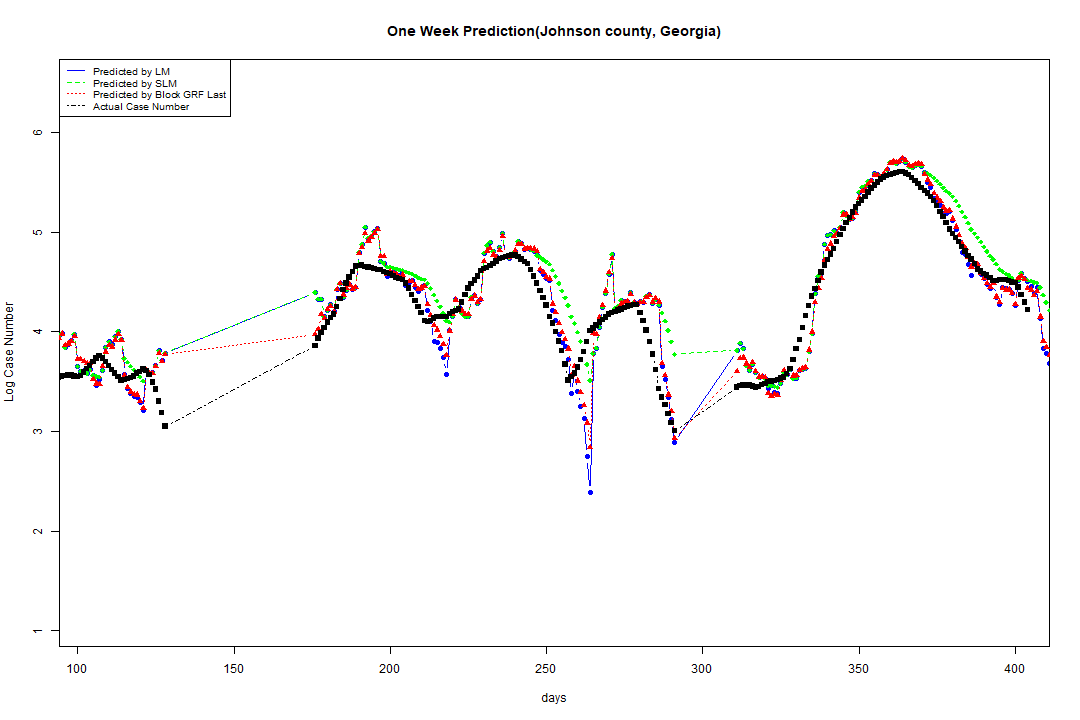 One Week Prediction(Johnson county, Georgia)
Predicted by LM
Predicted by SLM
Predicted by Block GRF Last
Actual Case Number
Log Case Number
6
5
4
3
2
1
100 150 200 250 300 350 400
days